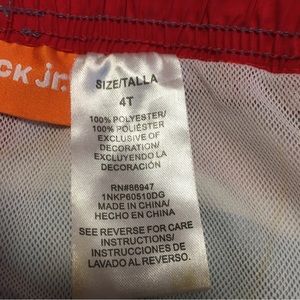 CK jr.
SIZE/TALLA
4T
100% POLYESTER/
100% POLIÉSTER
EXCLUSIVE OF
DECORATION/
EXCLUYENDO LA
DECORACIÓN
RN#86947
1NKP60510DG
MADE IN CHINA/
HECHO EN CHINA
SEE REVERSE FOR CARE
INSTRUCTIONS/
INSTRUCCIONES DE
LAVADO AL REVERSO.